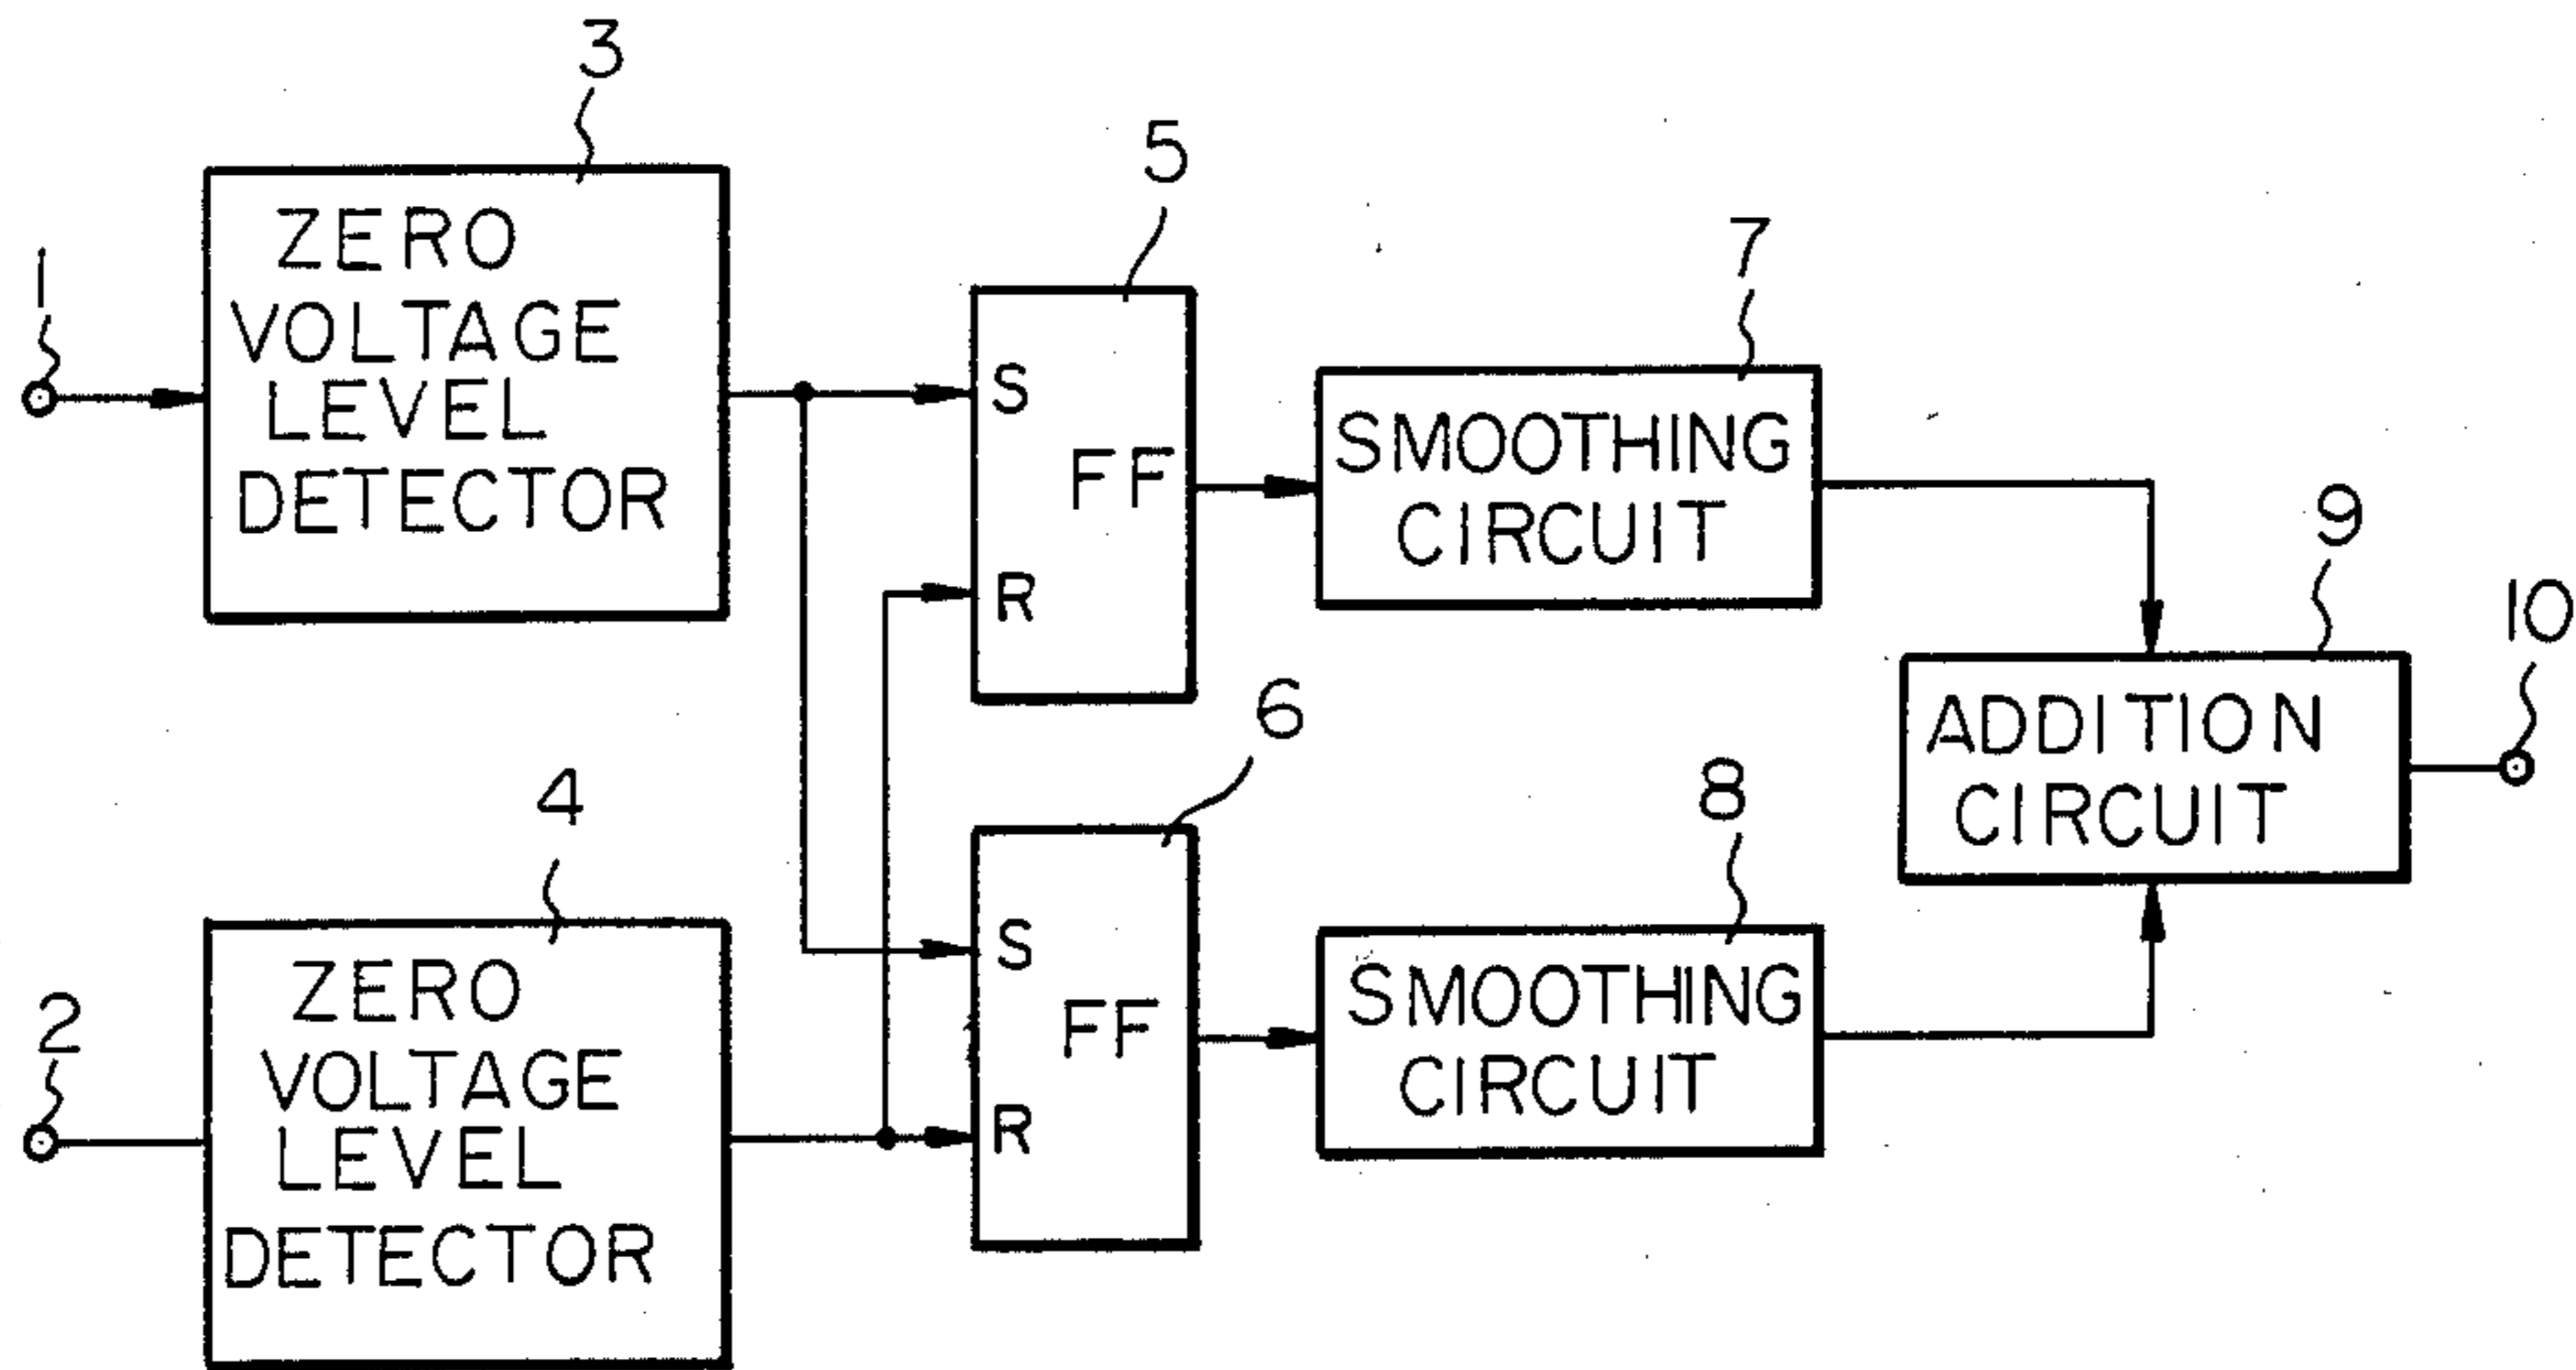 3
ZERO
VOLTAGE
LEVEL
DETECTOR
1
5
S
FF
R
7
SMOOTHING
CIRCUIT
9
ADDITION
CIRCUIT
10
4
ZERO
VOLTAGE
LEVEL
DETECTOR
2
6
S
FF
R
8
SMOOTHING
CIRCUIT